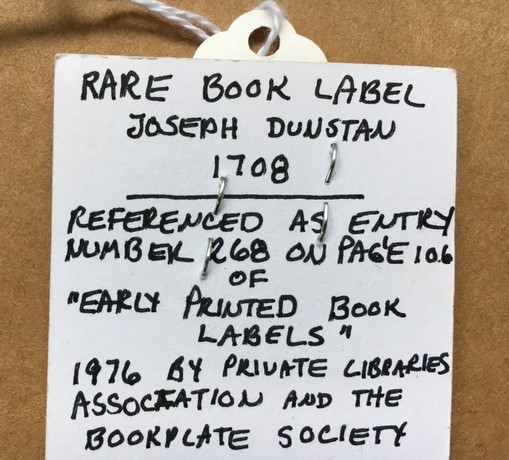 RARE BOOK LABEL
JOSEPH DUNSTAN
1708
REFERENCED AS ENTRY
NUMBER 268 ON PAGE 106
OF
"EARLY PRINTED BOOK
LABELS"
1976 BY PRIVATE LIBRARIES
ASSOCIATION AND THE
BOOKPLATE SOCIETY